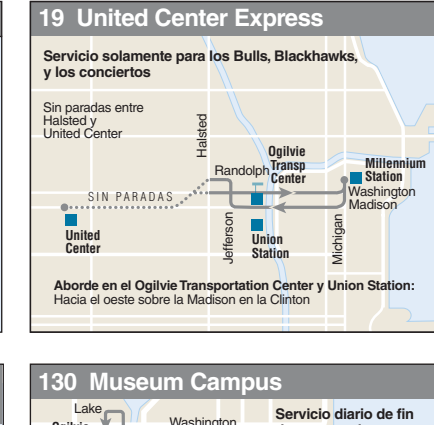 19 United Center Express
Servicio solamente para los Bulls, Blackhawks,
y los conciertos
Sin paradas entre
Halsted y
United Center
Halsted
Ogilvie
Transp
Center
Randolph
Millennium
Station
Washington
Madison
SIN PARADAS
United
Center
Jefferson
Union
Station
Michigan
Aborde en el Ogilvie Transportation Center y Union Station:
Hacia el oeste sobre la Madison en la Clinton
130 Museum Campus
Lake
Washington
Servicio diario de fin